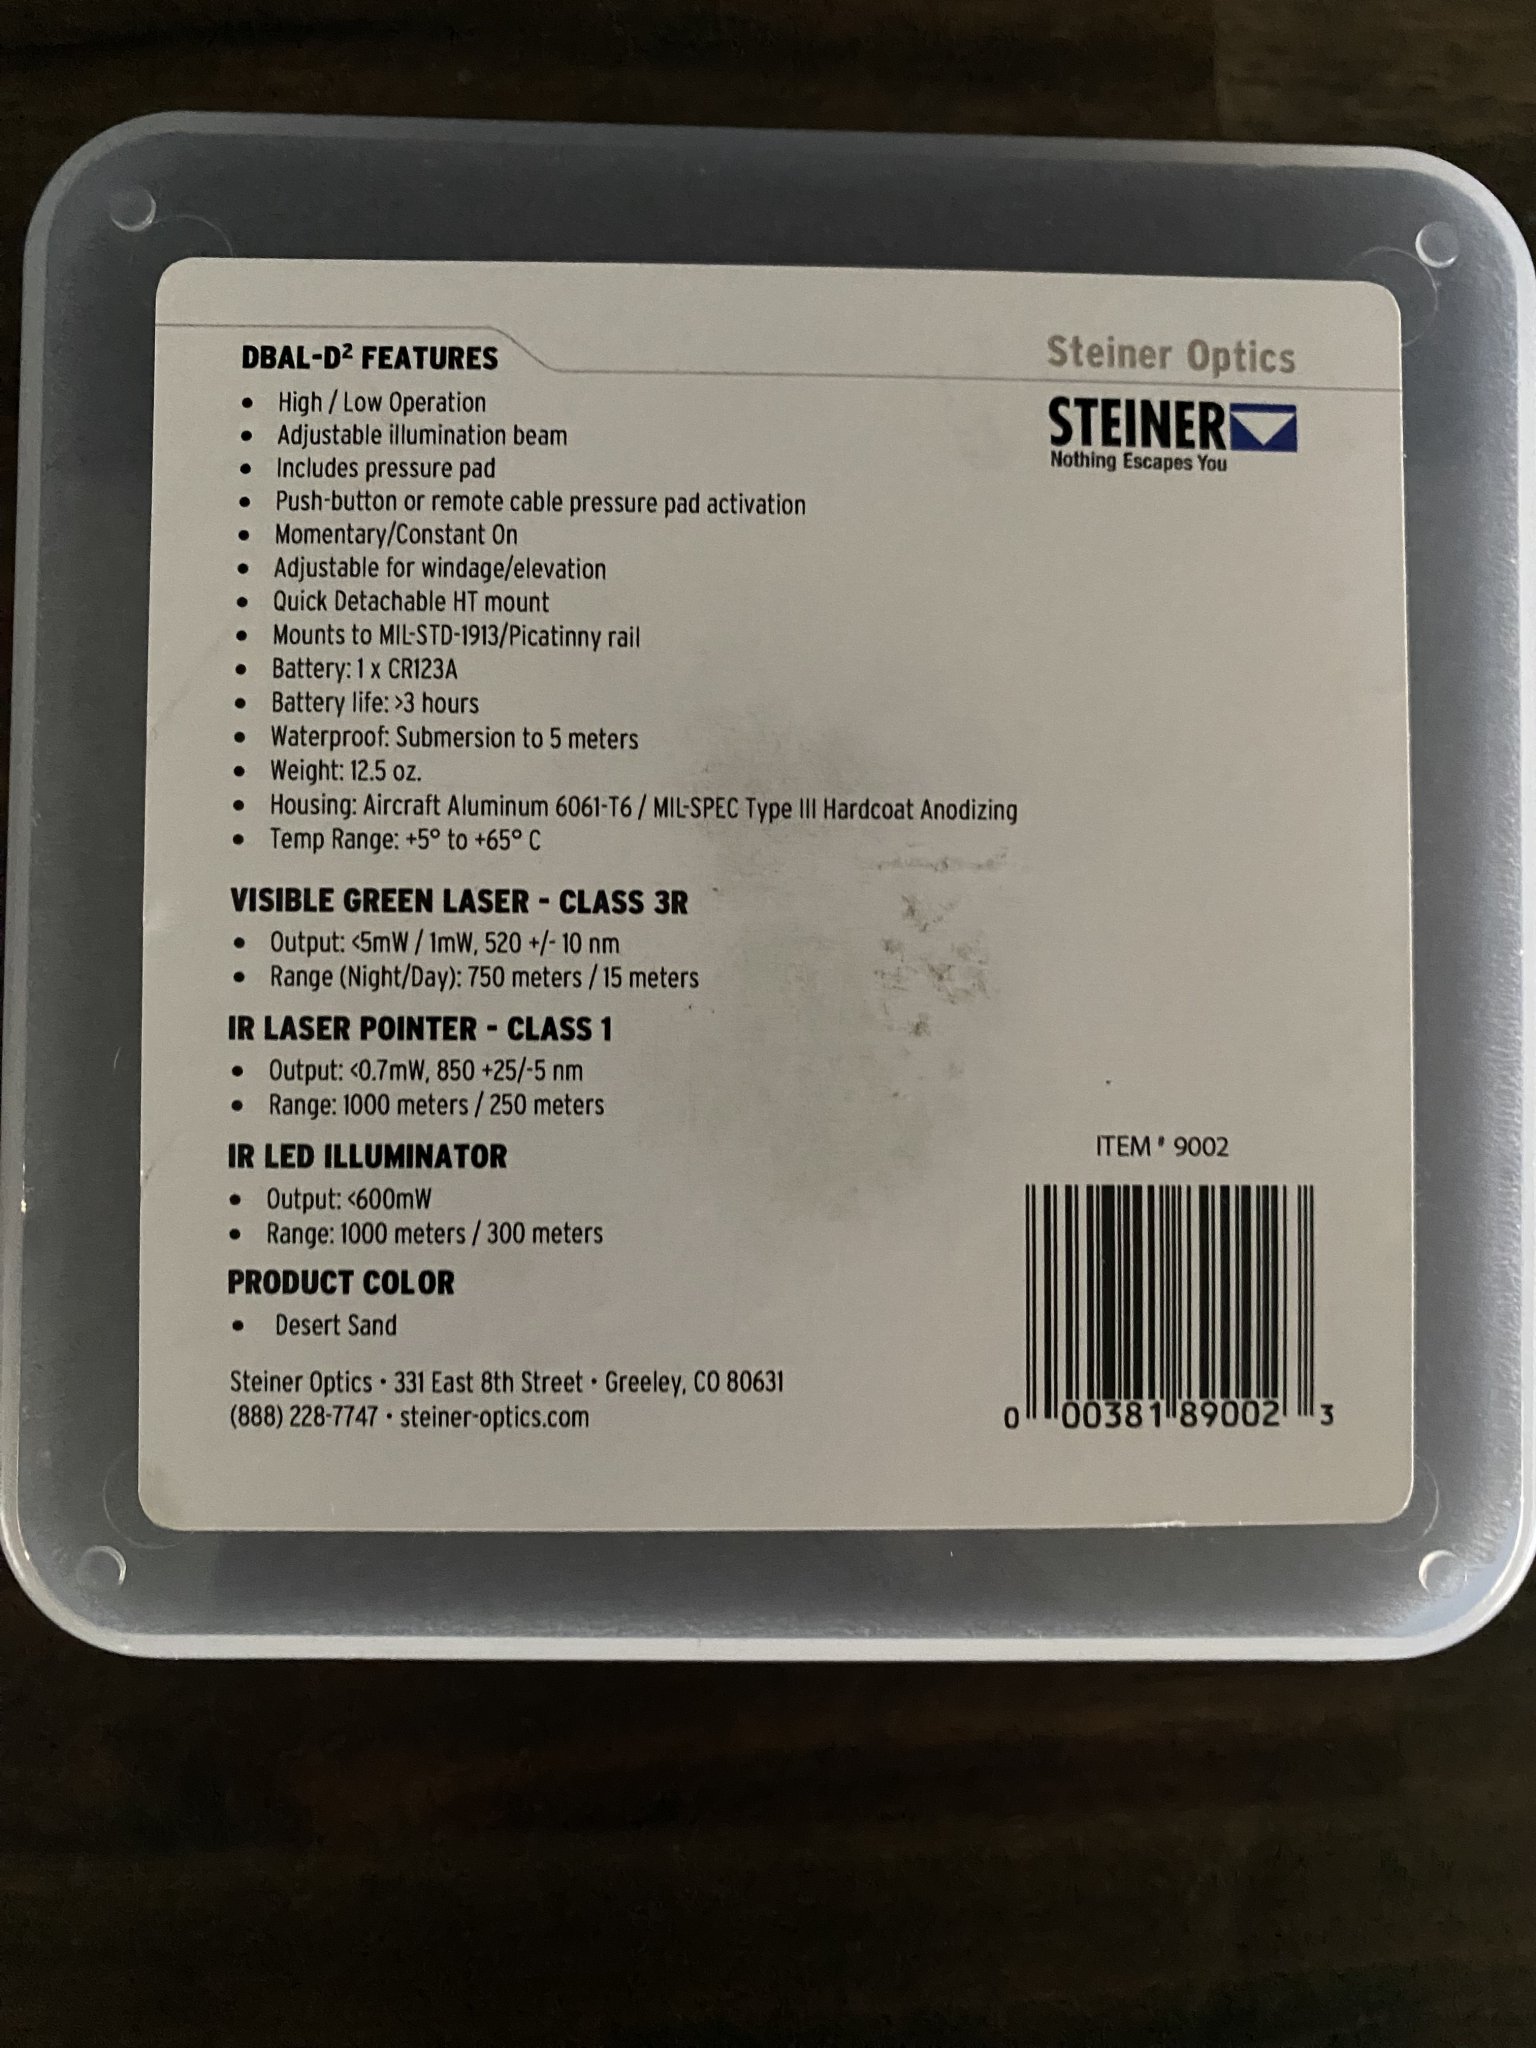 DBAL-D² FEATURES
Steiner Optics
STEINER
Nothing Escapes You
• High / Low Operation
• Adjustable illumination beam
• Includes pressure pad
• Push-button or remote cable pressure pad activation
• Momentary/Constant On
• Adjustable for windage/elevation
• Quick Detachable HT mount
• Mounts to MIL-STD-1913/Picatinny rail
• Battery: 1 x CR123A
• Battery life: >3 hours
• Waterproof: Submersion to 5 meters
• Weight: 12.5 oz.
• Housing: Aircraft Aluminum 6061-T6 / MIL-SPEC Type III Hardcoat Anodizing
• Temp Range: +5° to +65° C
VISIBLE GREEN LASER - CLASS 3R
• Output: <5mW / 1mW, 520 +/- 10 nm
• Range (Night/Day): 750 meters / 15 meters
IR LASER POINTER - CLASS 1
• Output: <0.7mW, 850 +25/-5 nm
• Range: 1000 meters / 250 meters
IR LED ILLUMINATOR
• Output: <600mW
• Range: 1000 meters / 300 meters
PRODUCT COLOR
• Desert Sand
Steiner Optics • 331 East 8th Street • Greeley, CO 80631
(888) 228-7747 • steiner-optics.com
ITEM # 9002
0 00381 89002 3